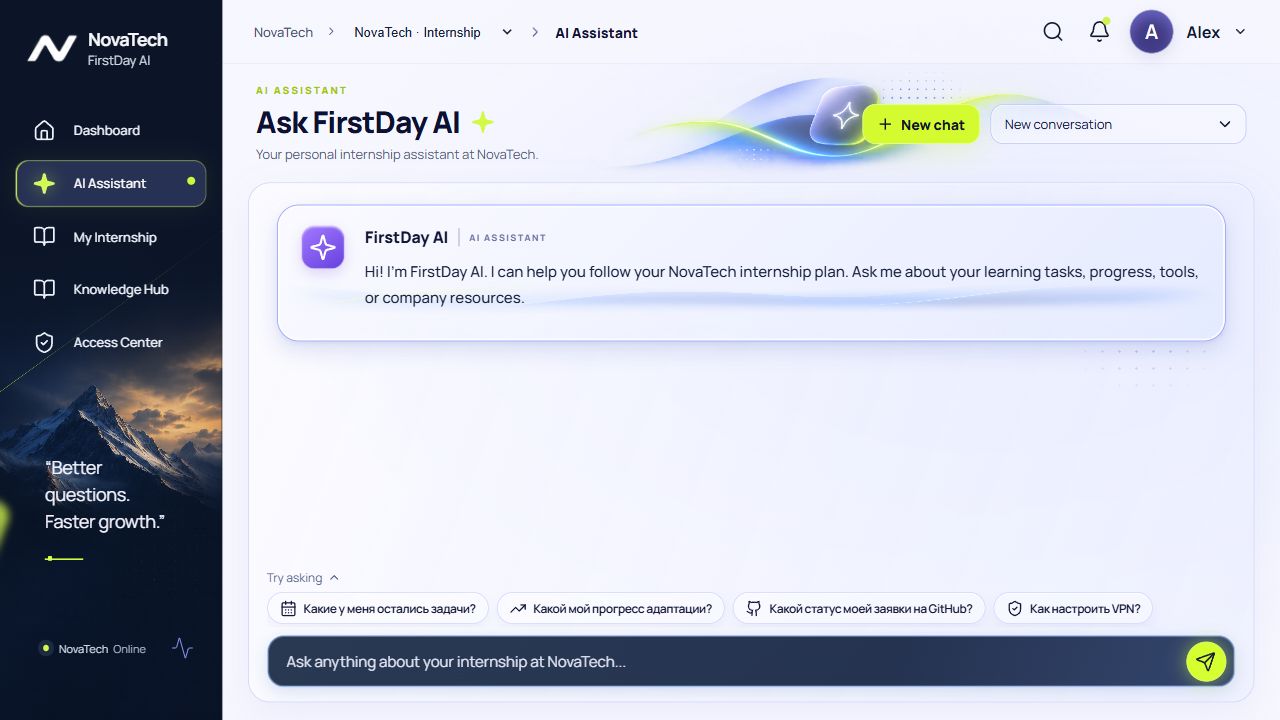 NovaTech
FirstDay AI
Dashboard
AI Assistant
My Internship
Knowledge Hub
Access Center
“Better
questions.
Faster growth.”
NovaTech Online
NovaTech
NovaTech · Internship
AI Assistant
A
Alex
AI ASSISTANT
Ask FirstDay AI
Your personal internship assistant at NovaTech.
New chat
New conversation
FirstDay AI
AI ASSISTANT
Hi! I'm FirstDay AI. I can help you follow your NovaTech internship plan. Ask me about your learning tasks, progress, tools,
or company resources.
Try asking
Какие у меня остались задачи?
Какой мой прогресс адаптации?
Какой статус моей заявки на GitHub?
Как настроить VPN?
Ask anything about your internship at NovaTech...